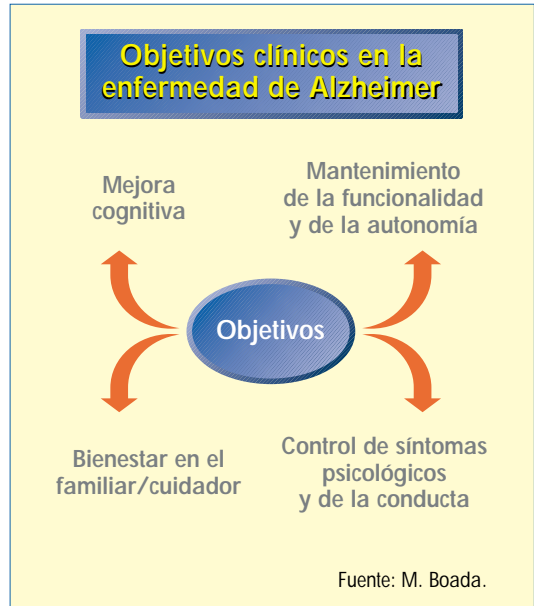 Objetivos clínicos en la
enfermedad de Alzheimer
Mejora
cognitiva
Mantenimiento
de la funcionalidad
y de la autonomía
Objetivos
Bienestar en el
familiar/cuidador
Control de síntomas
psicológicos
y de la conducta
Fuente: M. Boada.